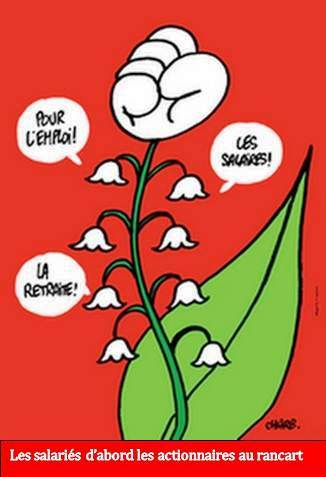 POUR
L'EMPLOI!
LES
SALAIRES!
LA
RETRAITE!
CHARB.
Les salariés d'abord les actionnaires au rancart